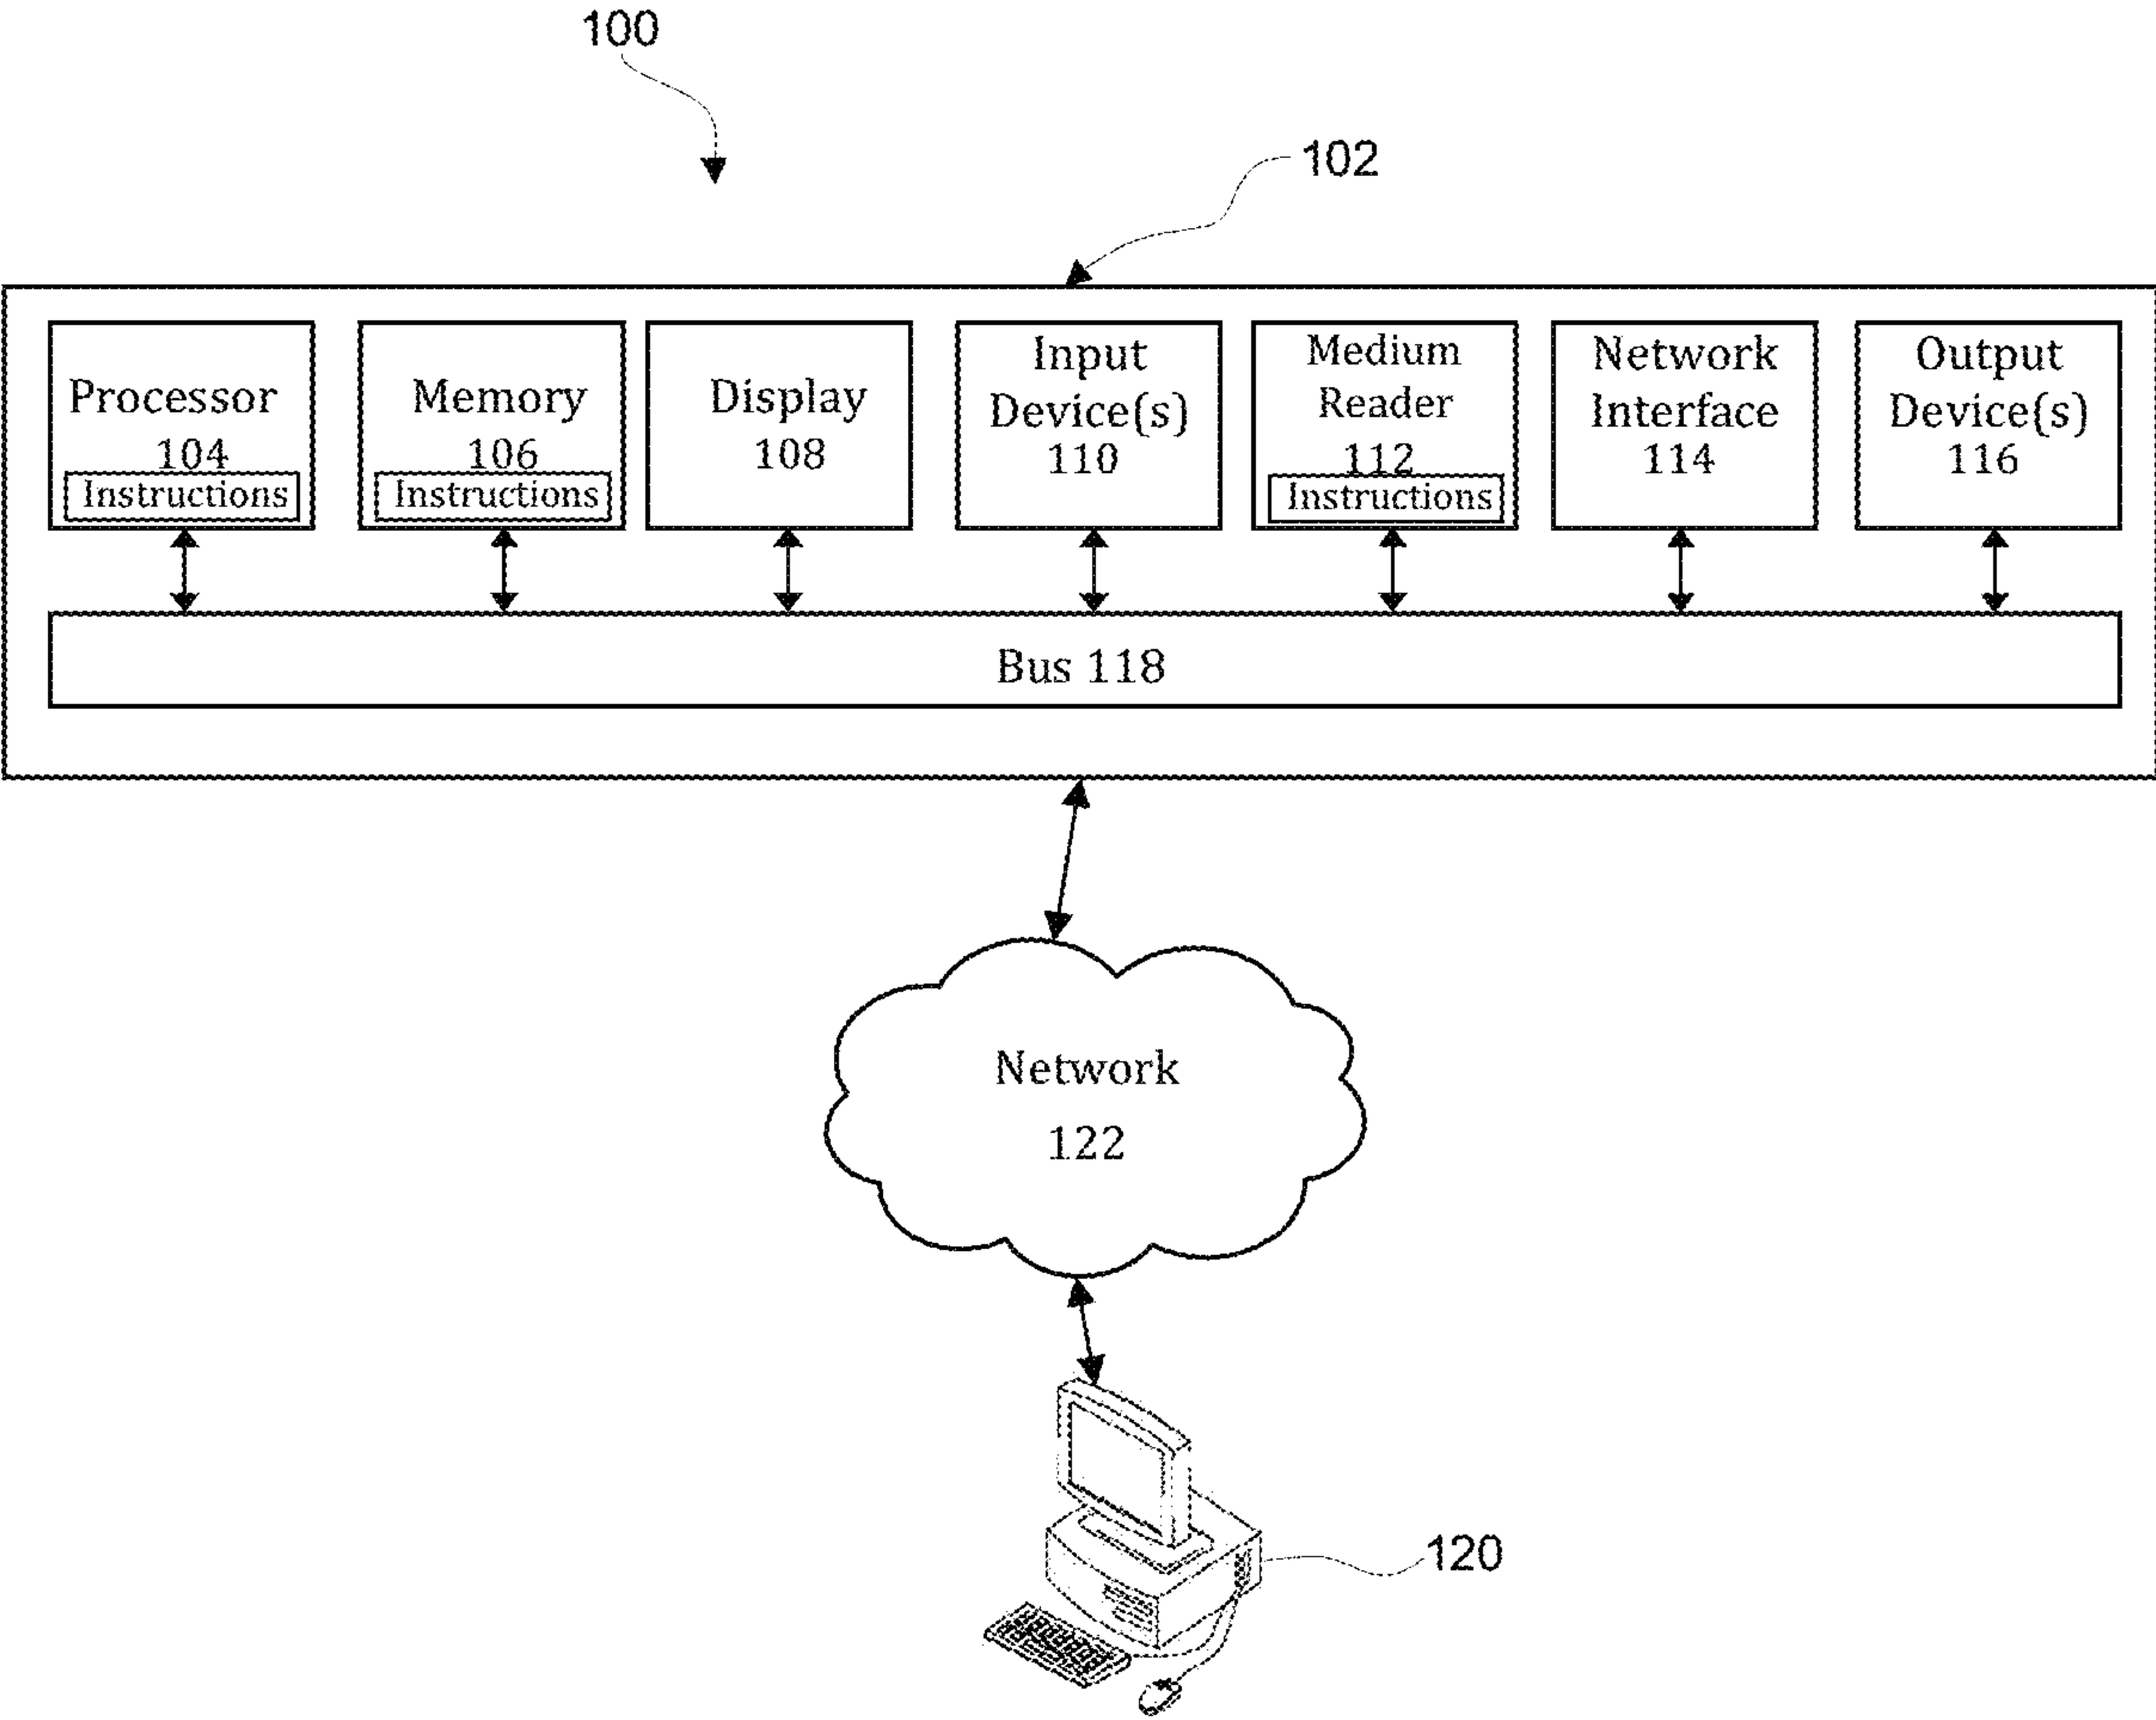 100
102
Processor
104
Instructions
Memory
106
Instructions
Display
108
Input
Device(s)
110
Medium
Reader
112
Instructions
Network
Interface
114
Output
Device(s)
116
Bus 118
Network
122
120